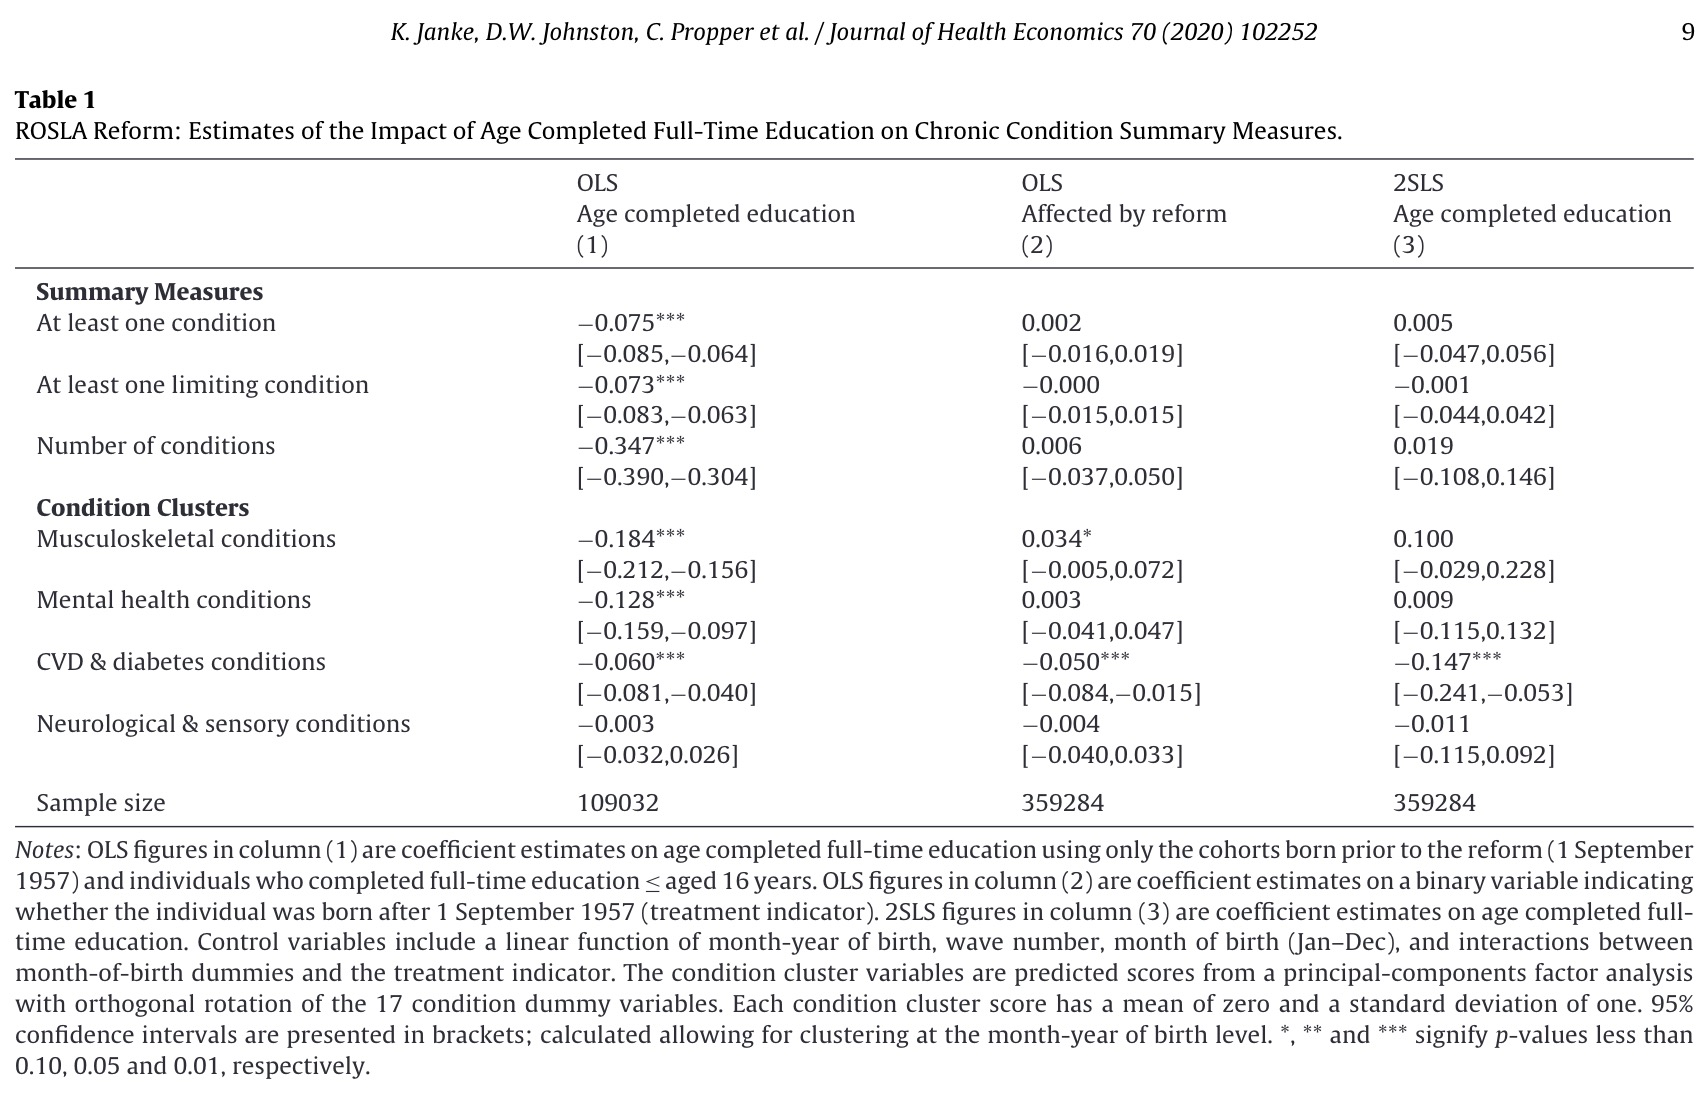 K. Janke, D.W. Johnston, C. Propper et al. / Journal of Health Economics 70 (2020) 102252 9
Table 1
ROSLA Reform: Estimates of the Impact of Age Completed Full-Time Education on Chronic Condition Summary Measures.
OLS OLS 2SLS
Age completed education Affected by reform Age completed education
(1) (2) (3)
Summary Measures
At least one condition −0.075*** 0.002 0.005
[−0.085,−0.064] [−0.016,0.019] [−0.047,0.056]
At least one limiting condition −0.073*** −0.000 −0.001
[−0.083,−0.063] [−0.015,0.015] [−0.044,0.042]
Number of conditions −0.347*** 0.006 0.019
[−0.390,−0.304] [−0.037,0.050] [−0.108,0.146]
Condition Clusters
Musculoskeletal conditions −0.184*** 0.034* 0.100
[−0.212,−0.156] [−0.005,0.072] [−0.029,0.228]
Mental health conditions −0.128*** 0.003 0.009
[−0.159,−0.097] [−0.041,0.047] [−0.115,0.132]
CVD & diabetes conditions −0.060*** −0.050*** −0.147***
[−0.081,−0.040] [−0.084,−0.015] [−0.241,−0.053]
Neurological & sensory conditions −0.003 −0.004 −0.011
[−0.032,0.026] [−0.040,0.033] [−0.115,0.092]
Sample size 109032 359284 359284
Notes: OLS figures in column (1) are coefficient estimates on age completed full-time education using only the cohorts born prior to the reform (1 September
1957) and individuals who completed full-time education ≤ aged 16 years. OLS figures in column (2) are coefficient estimates on a binary variable indicating
whether the individual was born after 1 September 1957 (treatment indicator). 2SLS figures in column (3) are coefficient estimates on age completed full-
time education. Control variables include a linear function of month-year of birth, wave number, month of birth (Jan–Dec), and interactions between
month-of-birth dummies and the treatment indicator. The condition cluster variables are predicted scores from a principal-components factor analysis
with orthogonal rotation of the 17 condition dummy variables. Each condition cluster score has a mean of zero and a standard deviation of one. 95%
confidence intervals are presented in brackets; calculated allowing for clustering at the month-year of birth level. *, ** and *** signify p-values less than
0.10, 0.05 and 0.01, respectively.